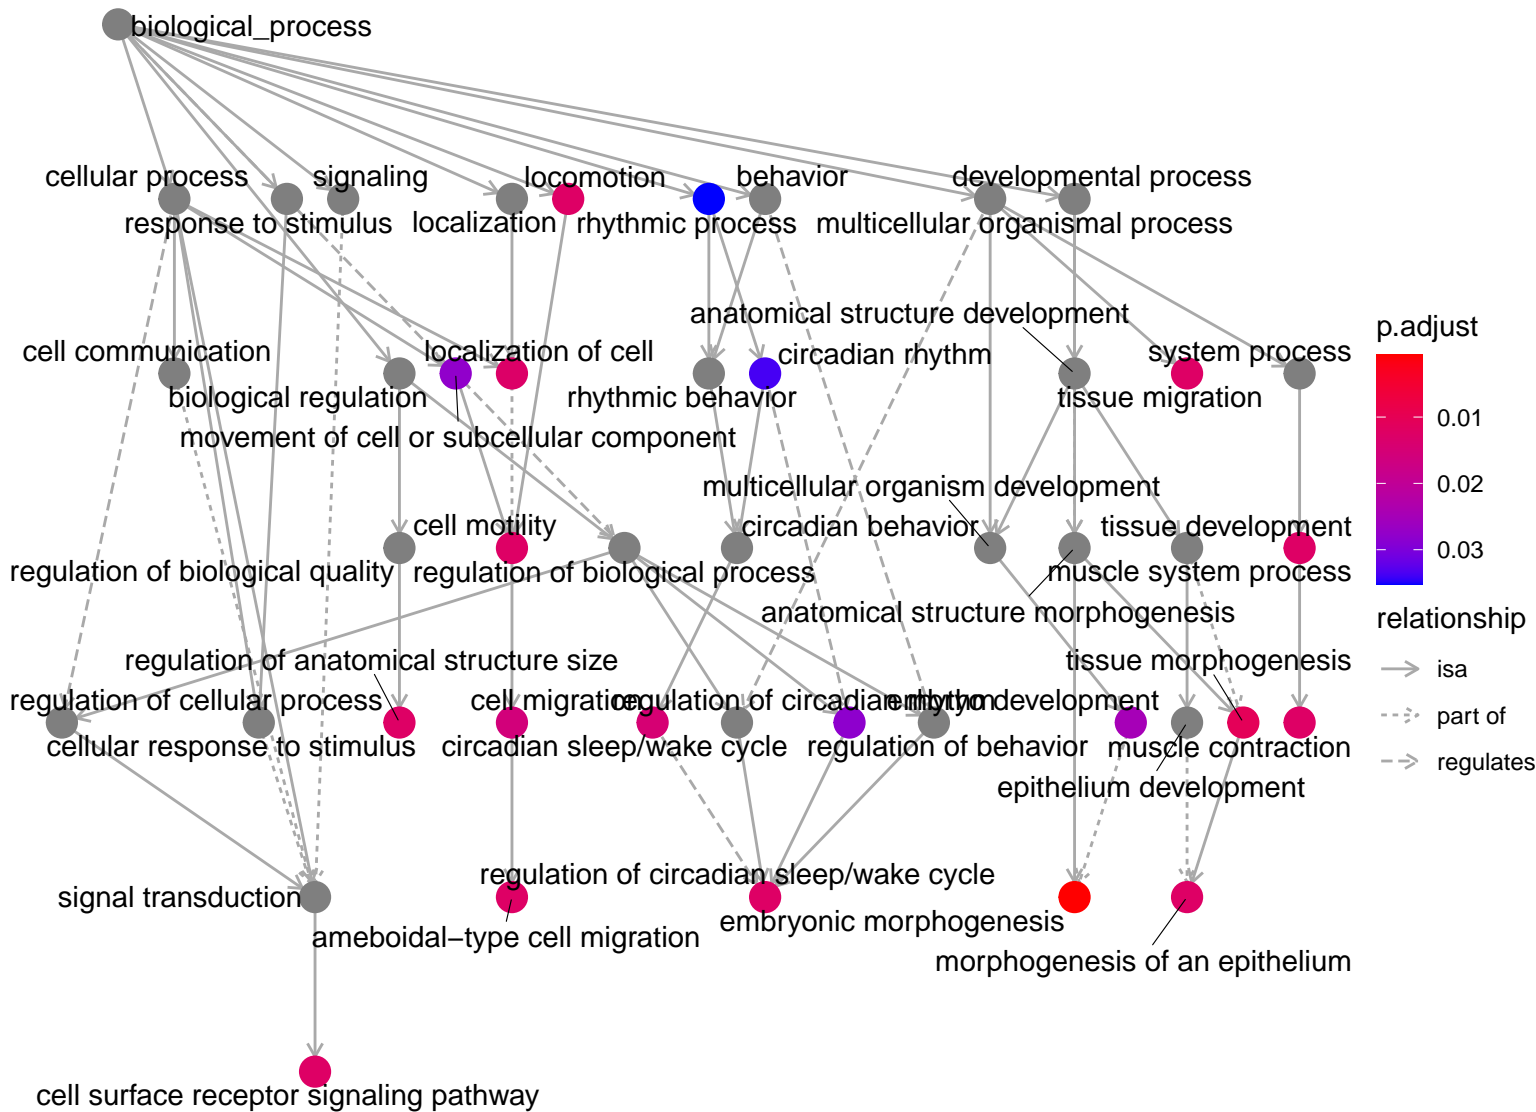 biological_process
cellular process
signaling
locomotion
behavior
developmental process
response to stimulus
localization
rhythmic process
multicellular organismal process
anatomical structure development
cell communication
localization of cell
circadian rhythm
system process
biological regulation
rhythmic behavior
tissue migration
movement of cell or subcellular component
multicellular organism development
cell motility
circadian behavior
tissue development
regulation of biological quality
regulation of biological process
muscle system process
anatomical structure morphogenesis
regulation of anatomical structure size
tissue morphogenesis
regulation of cellular process
cell migration
regulation of circadian rhythm
embryo development
cellular response to stimulus
circadian sleep/wake cycle
regulation of behavior
muscle contraction
epithelium development
regulation of circadian sleep/wake cycle
signal transduction
embryonic morphogenesis
ameboidal−type cell migration
morphogenesis of an epithelium
cell surface receptor signaling pathway
p.adjust
0.01
0.02
0.03
relationship
isa
part of
regulates